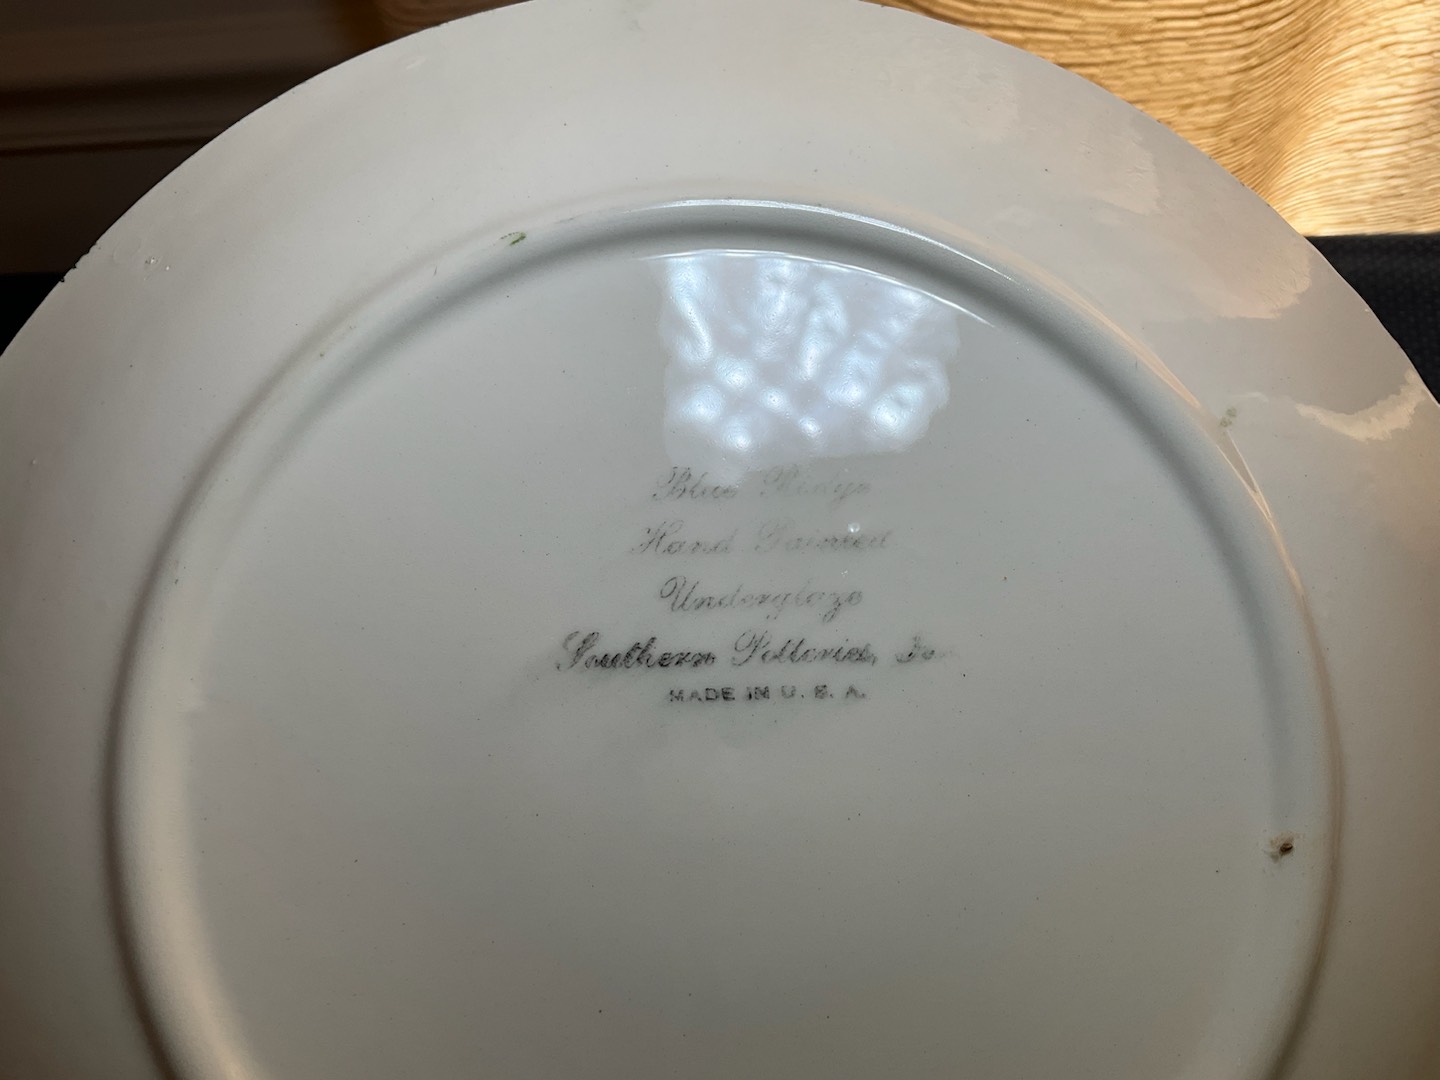 Blue Ridge
Hand Painted
Underglaze
Southern Potteries, Inc.
MADE IN U. S. A.